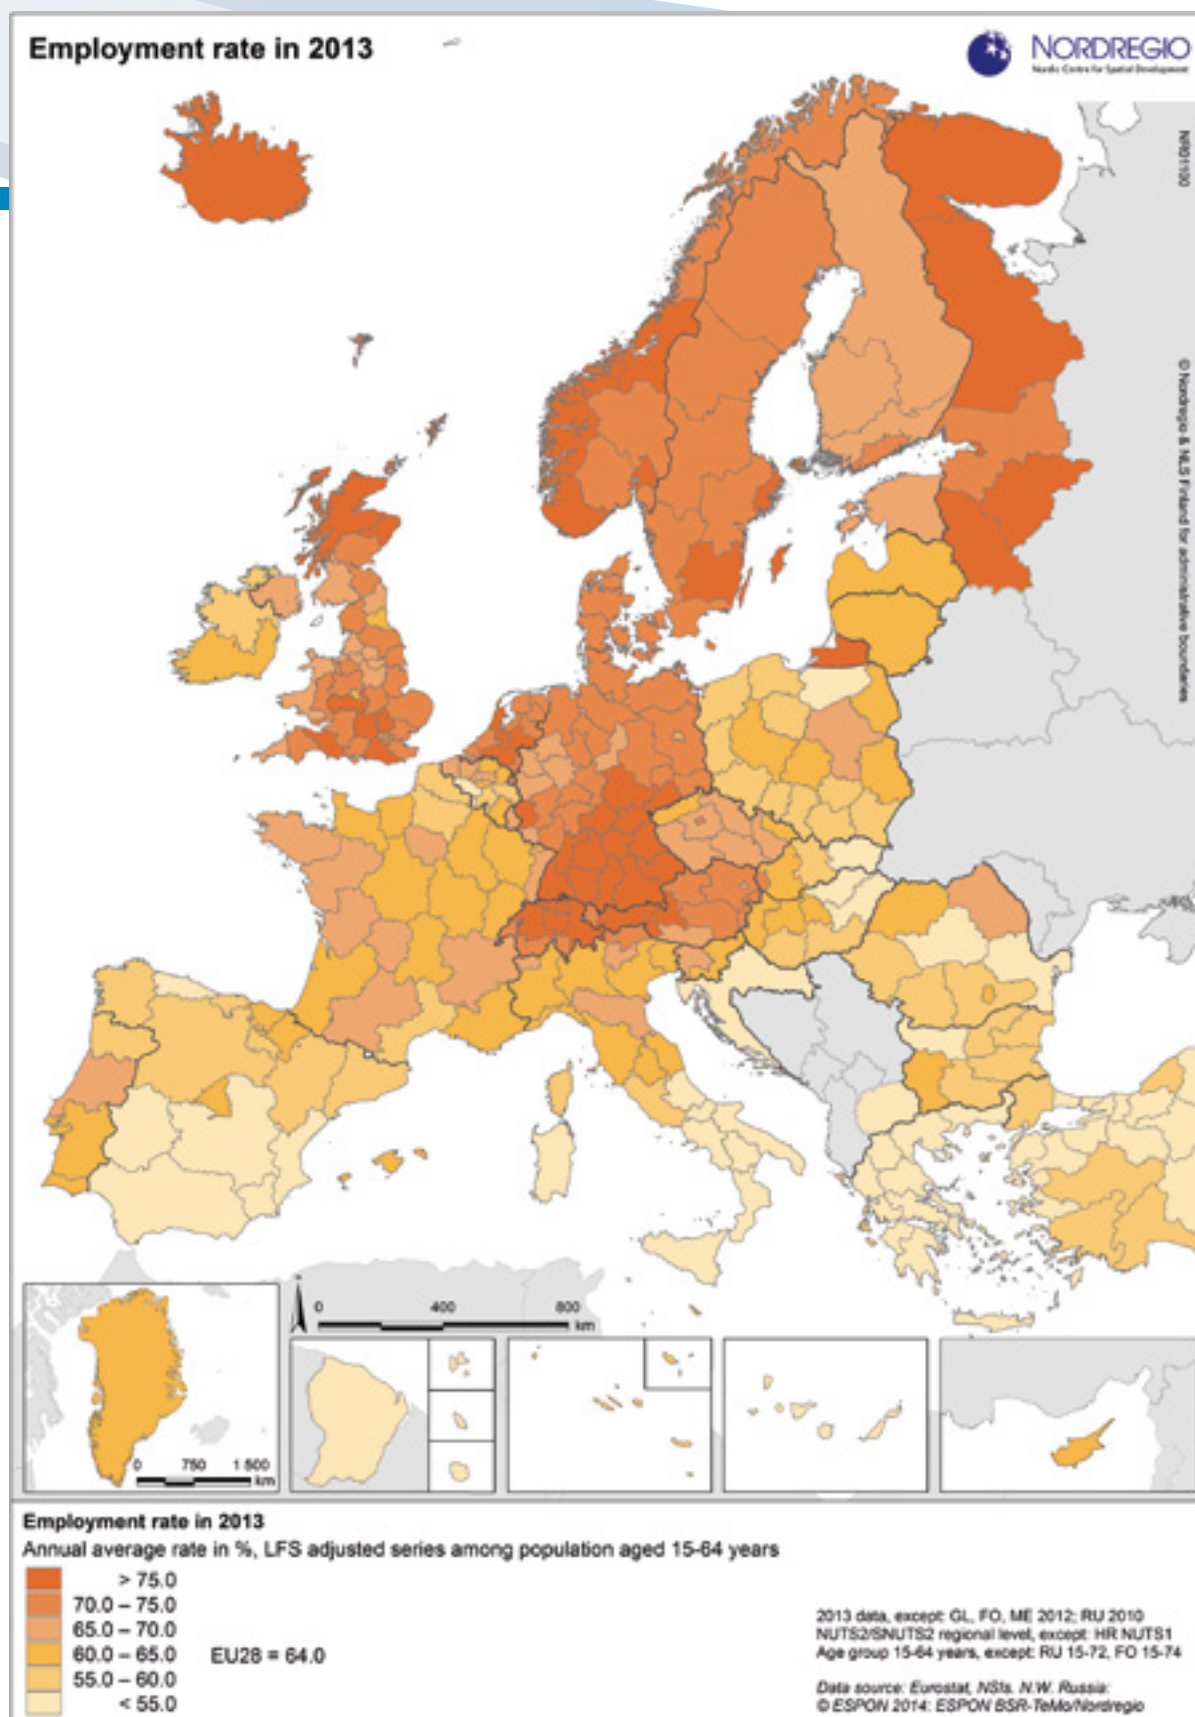 Employment rate in 2013
NORDREGIO
Nordic Centre for Spatial Development
NR01100
© Nordregio & NLS Finland for administrative boundaries
0 400 800
km
0 750 1 500
km
Employment rate in 2013
Annual average rate in %, LFS adjusted series among population aged 15-64 years
> 75.0
70.0 – 75.0
65.0 – 70.0
60.0 – 65.0
EU28 = 64.0
55.0 – 60.0
< 55.0
2013 data, except: GL, FO, ME 2012; RU 2010
NUTS2/SNUTS2 regional level, except: HR NUTS1
Age group 15-64 years, except: RU 15-72, FO 15-74
Data source: Eurostat, NSIs. N.W. Russia:
© ESPON 2014: ESPON BSR-TeMo/Nordregio